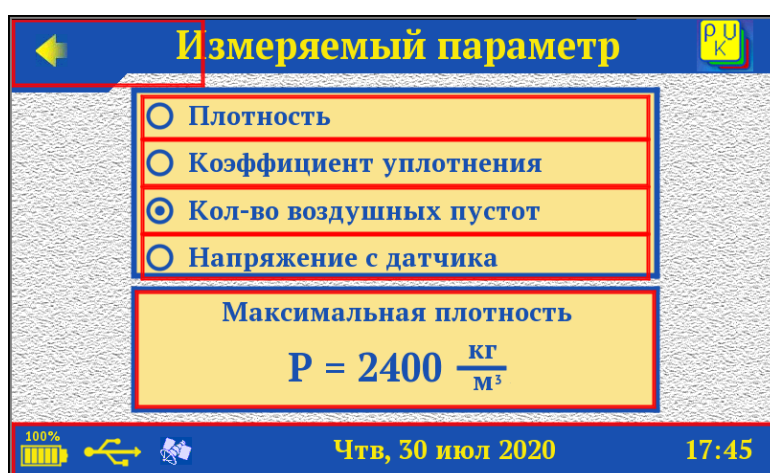 Измеряемый параметр
P U
K
Плотность
Коэффициент уплотнения
Кол-во воздушных пустот
Напряжение с датчика
Максимальная плотность
P = 2400 кг/м³
100%
Чтв, 30 июл 2020 17:45